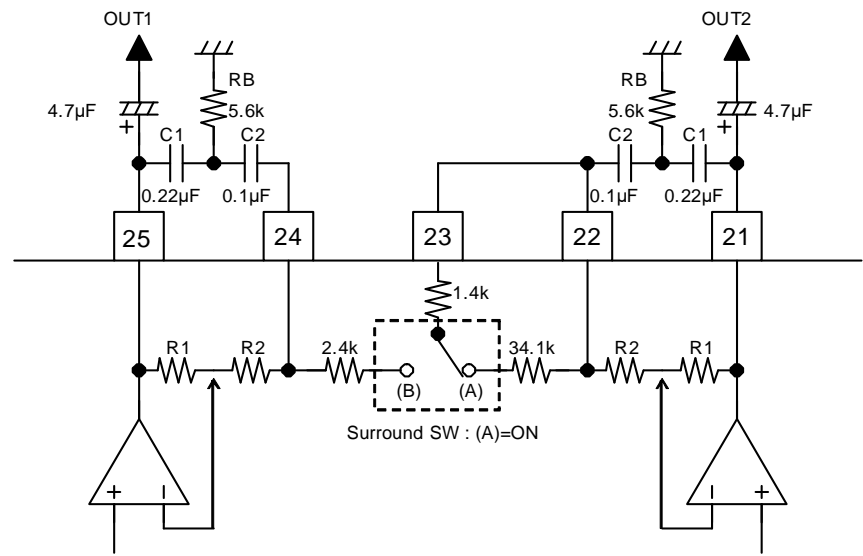 OUT1 OUT2
RB RB
4.7µF 5.6k 5.6k 4.7µF
+ C1 C2 C2 C1 +
0.22µF 0.1µF 0.1µF 0.22µF
25 24 23 22 21
1.4k
R1 R2 2.4k 34.1k R2 R1
(B) (A)
Surround SW : (A)=ON
+ − − +